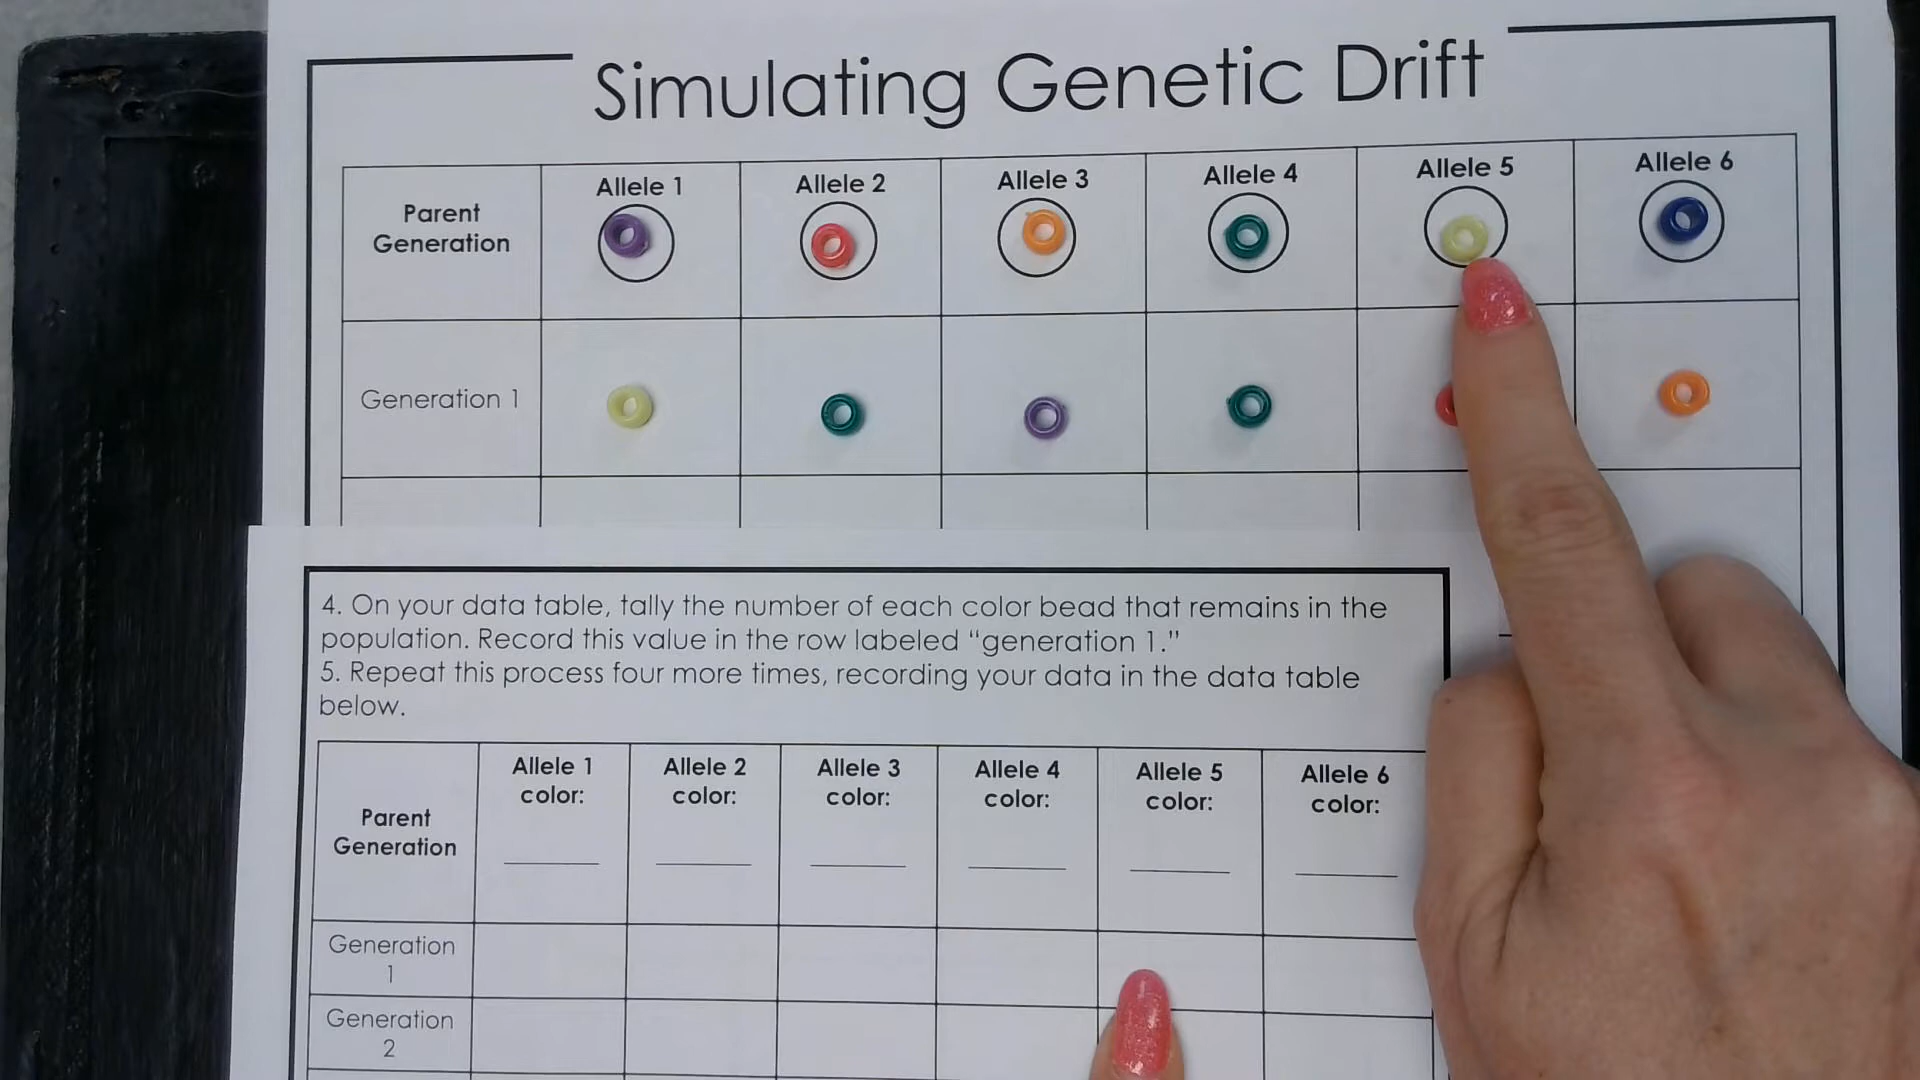 Simulating Genetic Drift
Parent
Generation
Allele 1
Allele 2
Allele 3
Allele 4
Allele 5
Allele 6
Generation 1
4. On your data table, tally the number of each color bead that remains in the
population. Record this value in the row labeled “generation 1.”
5. Repeat this process four more times, recording your data in the data table
below.
Parent
Generation
Allele 1
color:
Allele 2
color:
Allele 3
color:
Allele 4
color:
Allele 5
color:
Allele 6
color:
Generation
1
Generation
2